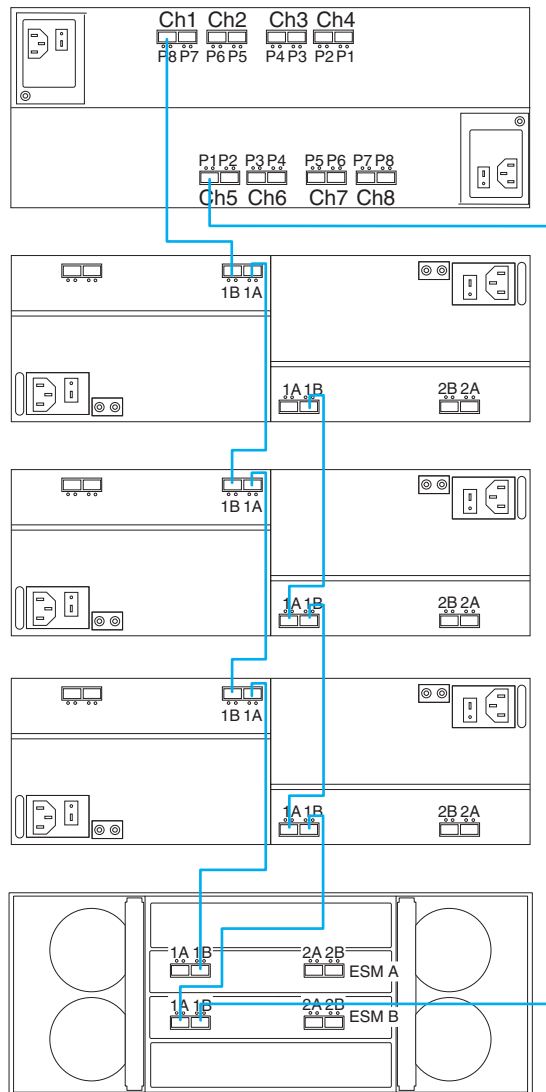 Ch1 Ch2 Ch3 Ch4
P8 P7 P6 P5 P4 P3 P2 P1
P1 P2 P3 P4 P5 P6 P7 P8
Ch5 Ch6 Ch7 Ch8
1B 1A
1A 1B 2B 2A
1B 1A
1A 1B 2B 2A
1B 1A
1A 1B 2B 2A
1A 1B 2A 2B
ESM A
1A 1B 2A 2B
ESM B